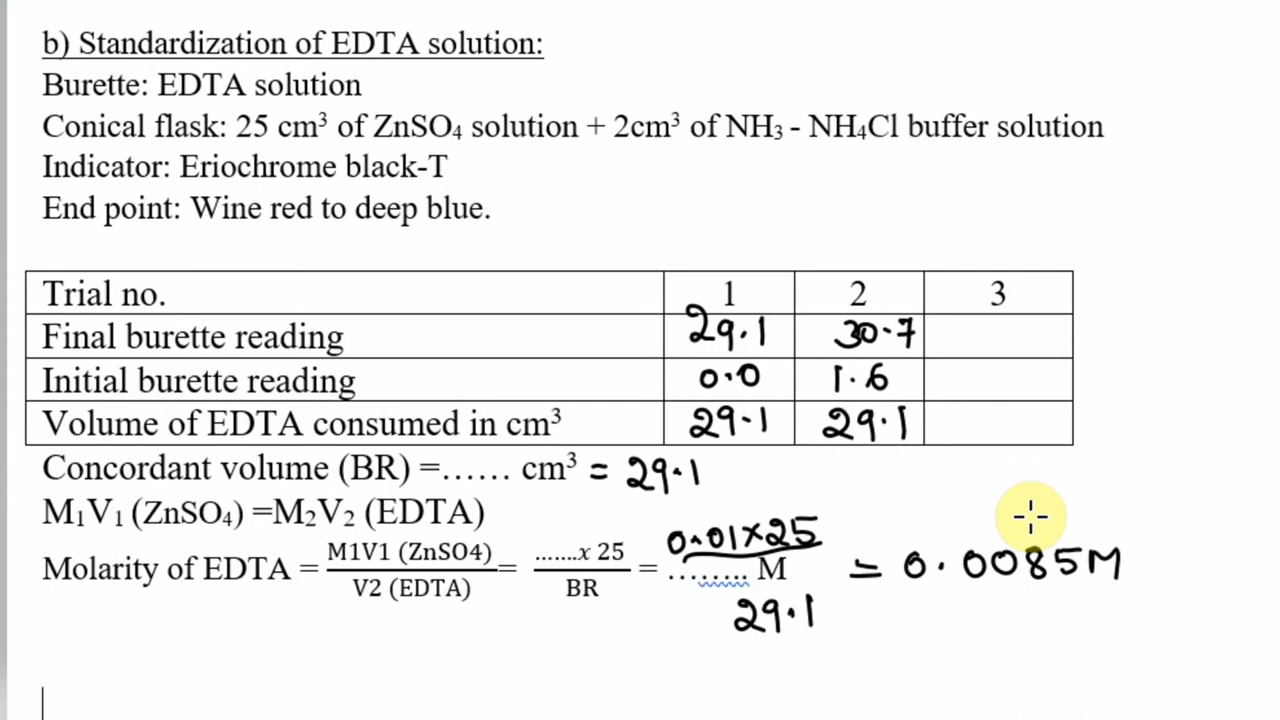 b) Standardization of EDTA solution:
Burette: EDTA solution
Conical flask: 25 cm³ of ZnSO₄ solution + 2cm³ of NH₃ - NH₄Cl buffer solution
Indicator: Eriochrome black-T
End point: Wine red to deep blue.
Trial no. 1 2 3
Final burette reading 29.1 30.7
Initial burette reading 0.0 1.6
Volume of EDTA consumed in cm³ 29.1 29.1
Concordant volume (BR) =...... cm³ = 29.1
M₁V₁ (ZnSO₄) =M₂V₂ (EDTA)
Molarity of EDTA = M1V1 (ZnSO4) / V2 (EDTA) = .......x 25 / BR = ........ M 0.01x25 / 29.1 = 0.0085M